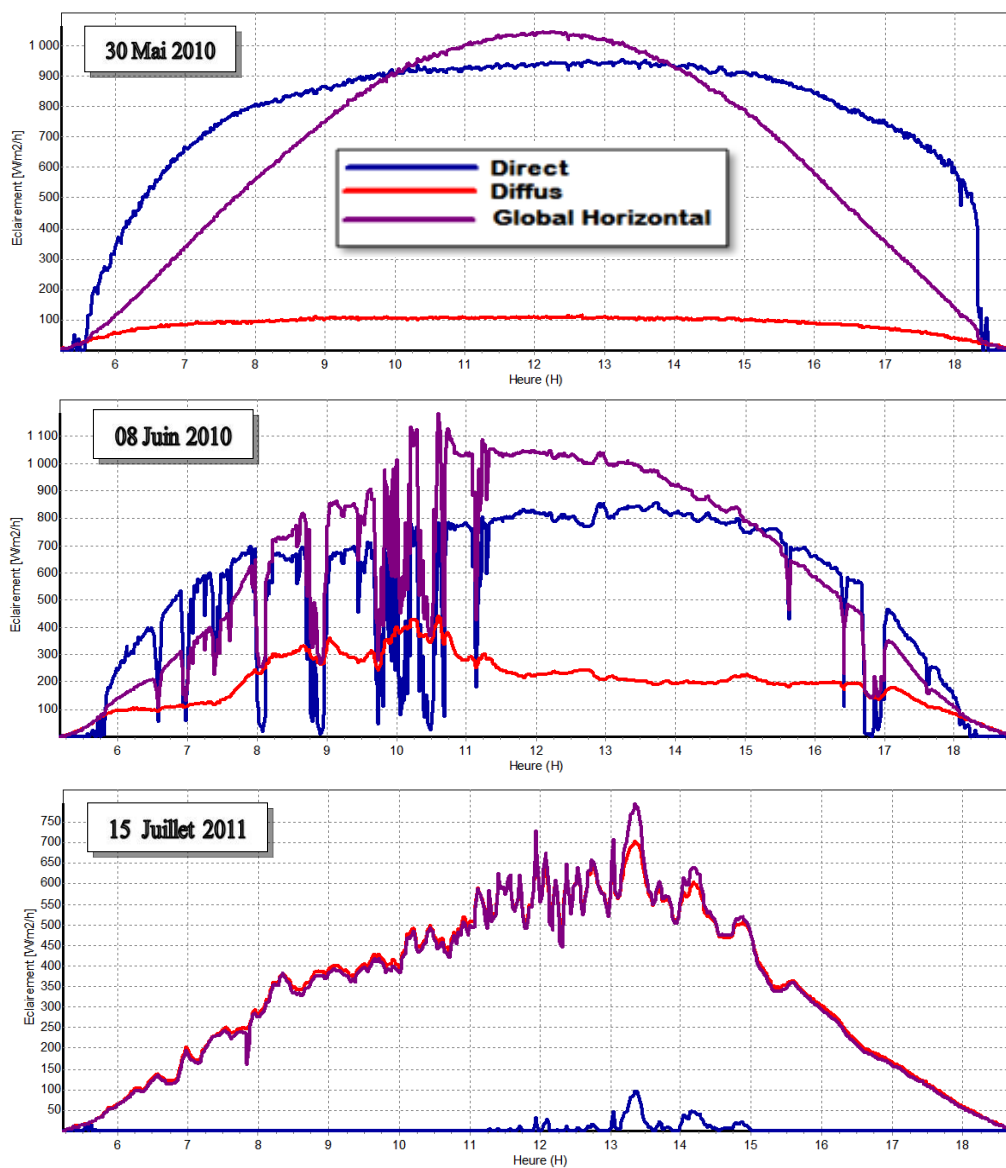 30 Mai 2010
Eclairement [W/m2/h]
1 000
900
800
700
600
500
400
300
200
100
Direct
Diffus
Global Horizontal
6 7 8 9 10 11 12 13 14 15 16 17 18
Heure (H)
08 Juin 2010
Eclairement [W/m2/h]
1 100
1 000
900
800
700
600
500
400
300
200
100
6 7 8 9 10 11 12 13 14 15 16 17 18
Heure (H)
15 Juillet 2011
Eclairement [W/m2/h]
750
700
650
600
550
500
450
400
350
300
250
200
150
100
50
6 7 8 9 10 11 12 13 14 15 16 17 18
Heure (H)